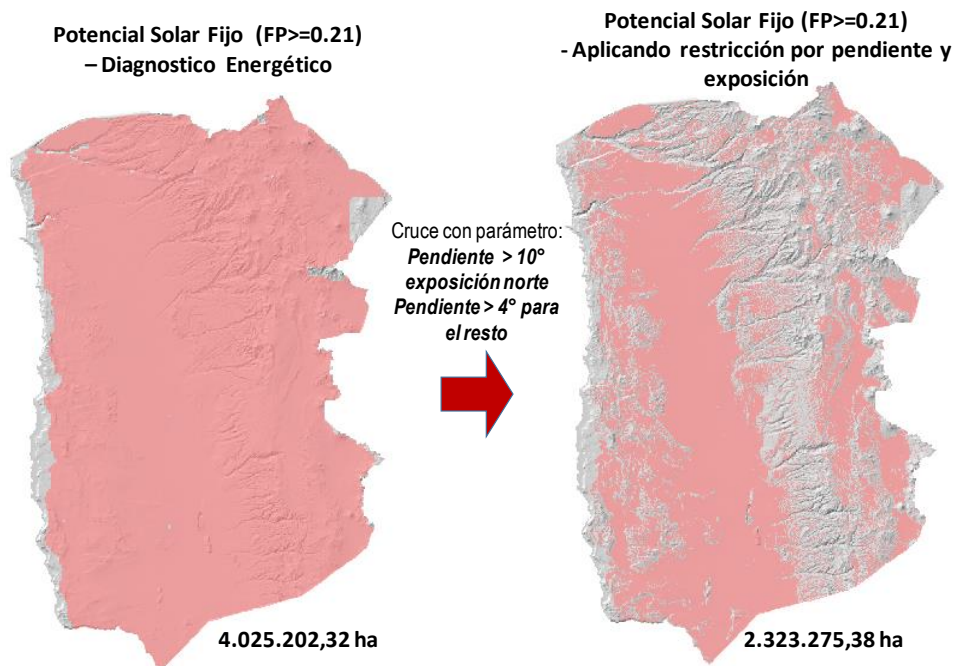 Potencial Solar Fijo (FP>=0.21)
– Diagnostico Energético
Potencial Solar Fijo (FP>=0.21)
- Aplicando restricción por pendiente y
exposición
Cruce con parámetro:
Pendiente > 10°
exposición norte
Pendiente > 4° para
el resto
4.025.202,32 ha
2.323.275,38 ha